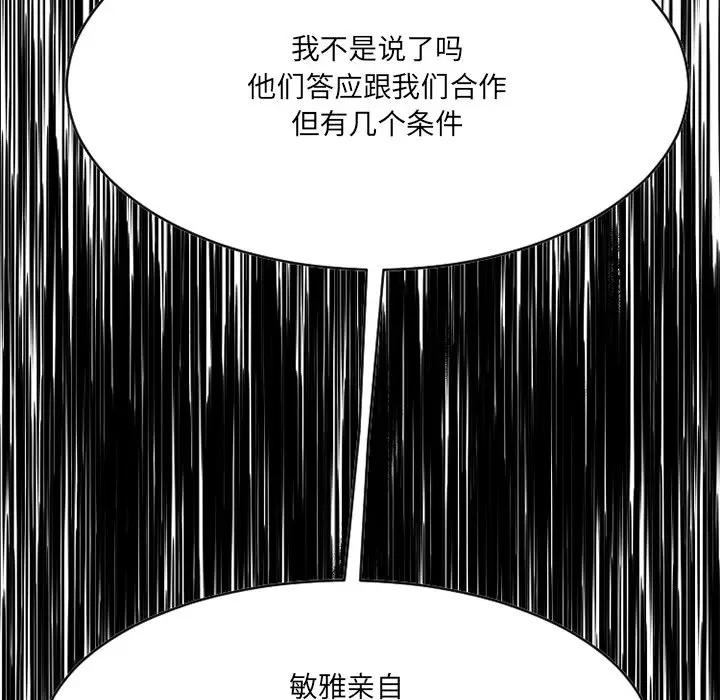 我不是说了吗
他们答应跟我们合作
但有几个条件
敏雅亲自